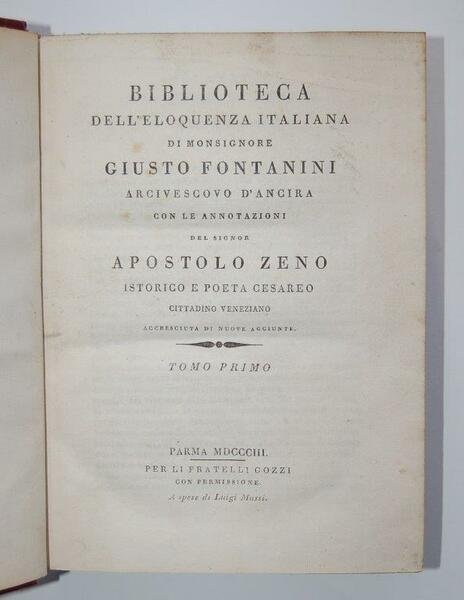 BIBLIOTECA
DELL'ELOQUENZA ITALIANA
DI MONSIGNORE
GIUSTO FONTANINI
ARCIVESCOVO D'ANCIRA
CON LE ANNOTAZIONI
DEL SIGNOR
APOSTOLO ZENO
ISTORICO E POETA CESAREO
CITTADINO VENEZIANO
ACCRESCIUTA DI NUOVE AGGIUNTE.
TOMO PRIMO
PARMA MDCCCIII.
PER LI FRATELLI GOZZI
CON PERMISSIONE.
A spese di Luigi Mussi.